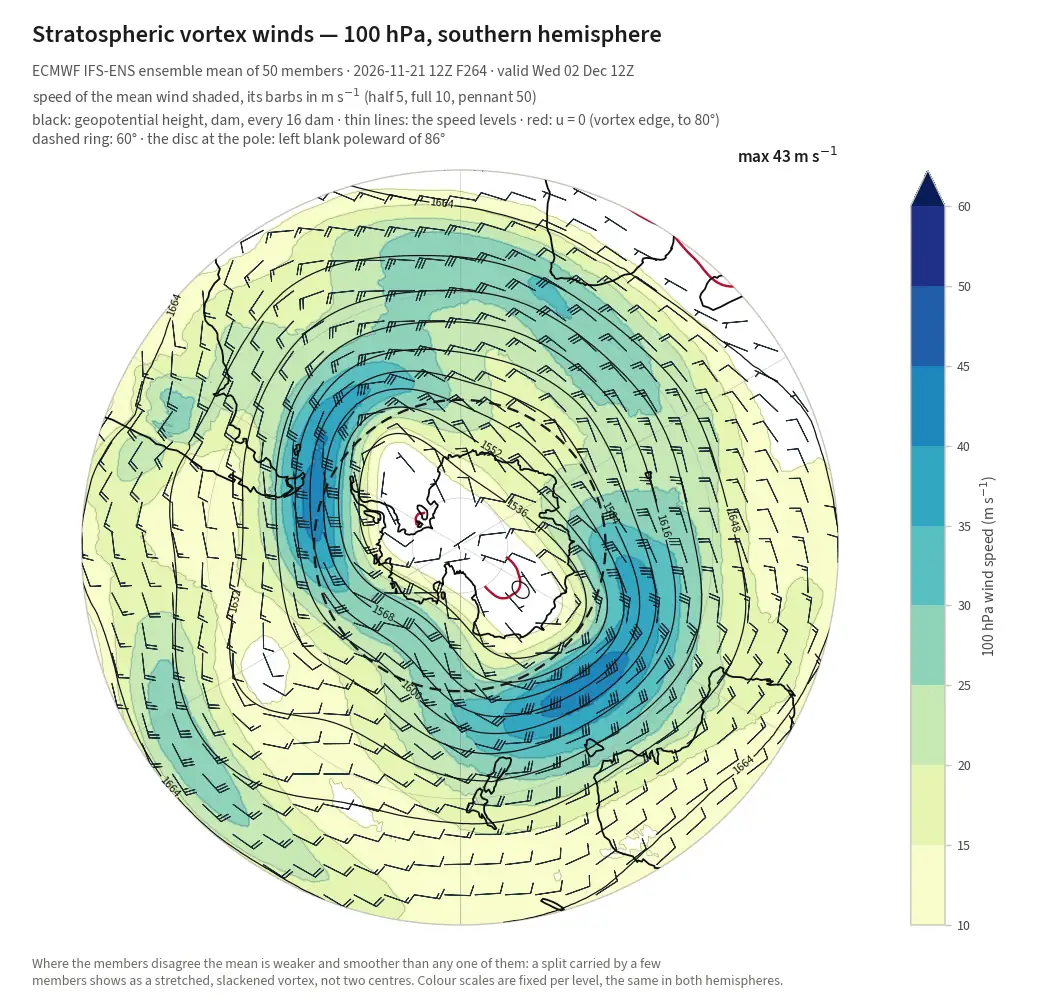 Stratospheric vortex winds — 100 hPa, southern hemisphere
ECMWF IFS-ENS ensemble mean of 50 members · 2026-11-21 12Z F264 · valid Wed 02 Dec 12Z
speed of the mean wind shaded, its barbs in m s⁻¹ (half 5, full 10, pennant 50)
black: geopotential height, dam, every 16 dam · thin lines: the speed levels · red: u = 0 (vortex edge, to 80°)
dashed ring: 60° · the disc at the pole: left blank poleward of 86°
max 43 m s⁻¹
1664
1664
1552
1536
1616
1648
1632
1568
1600
1664
1664
60
50
45
40
35
30
25
20
15
10
100 hPa wind speed (m s⁻¹)
Where the members disagree the mean is weaker and smoother than any one of them: a split carried by a few
members shows as a stretched, slackened vortex, not two centres. Colour scales are fixed per level, the same in both hemispheres.